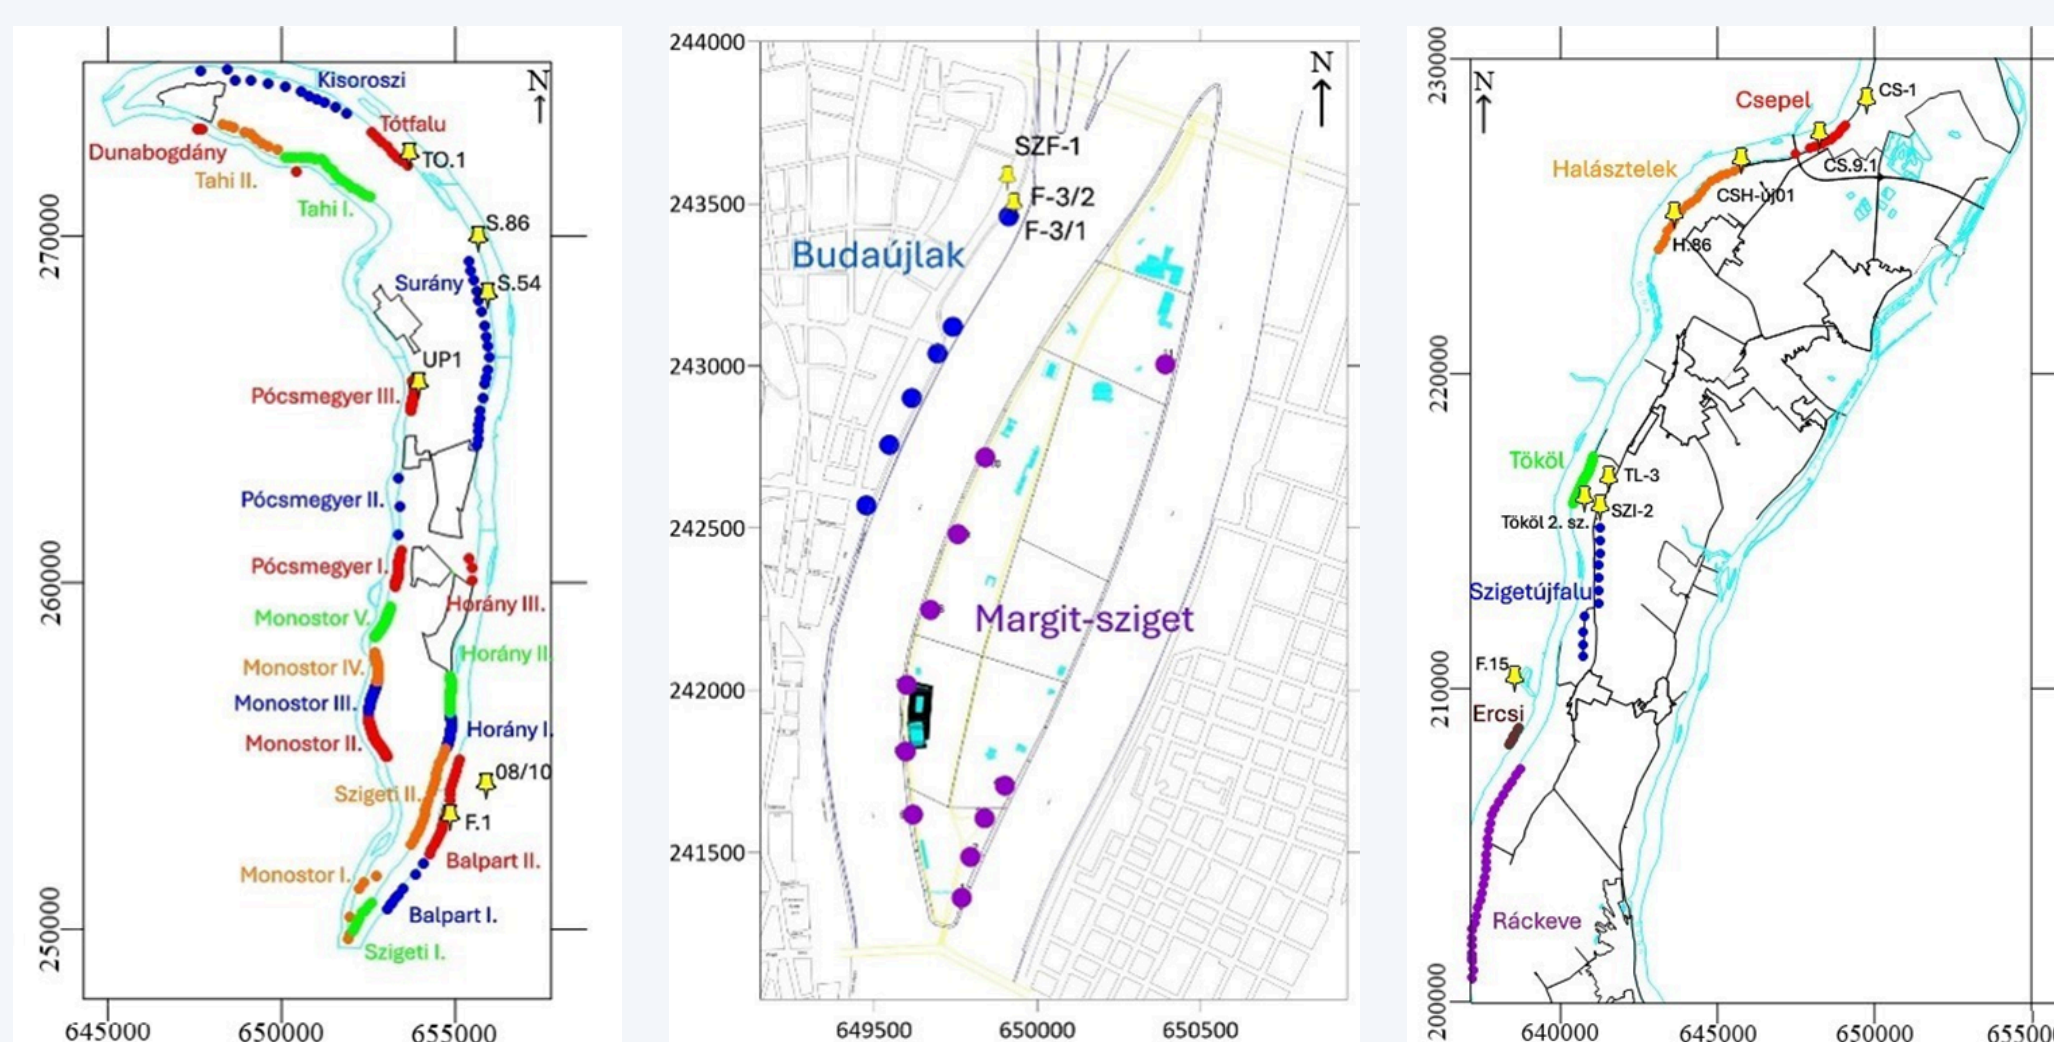 N
Kisoroszi
Tótfalu
TO.1
Dunabogdány
Tahi II.
Tahi I.
S.86
Surány
S.54
UP1
Pócsmegyer III.
Pócsmegyer II.
Pócsmegyer I.
Horány III.
Monostor V.
Horány II.
Monostor IV.
Monostor III.
Horány I.
Monostor II.
08/10
Szigeti II.
F.1
Balpart II.
Monostor I.
Balpart I.
Szigeti I.
270000
260000
250000
645000
650000
655000
244000
243500
243000
242500
242000
241500
N
SZF-1
F-3/2
F-3/1
Budaújlak
Margit-sziget
649500
650000
650500
230000
220000
210000
200000
N
CS-1
Csepel
CS.9.1
Halásztelek
CSH-új01
H.86
Tököl
TL-3
SZI-2
Tököl 2. sz.
Szigetújfalu
F.15
Ercsi
Ráckeve
640000
645000
650000